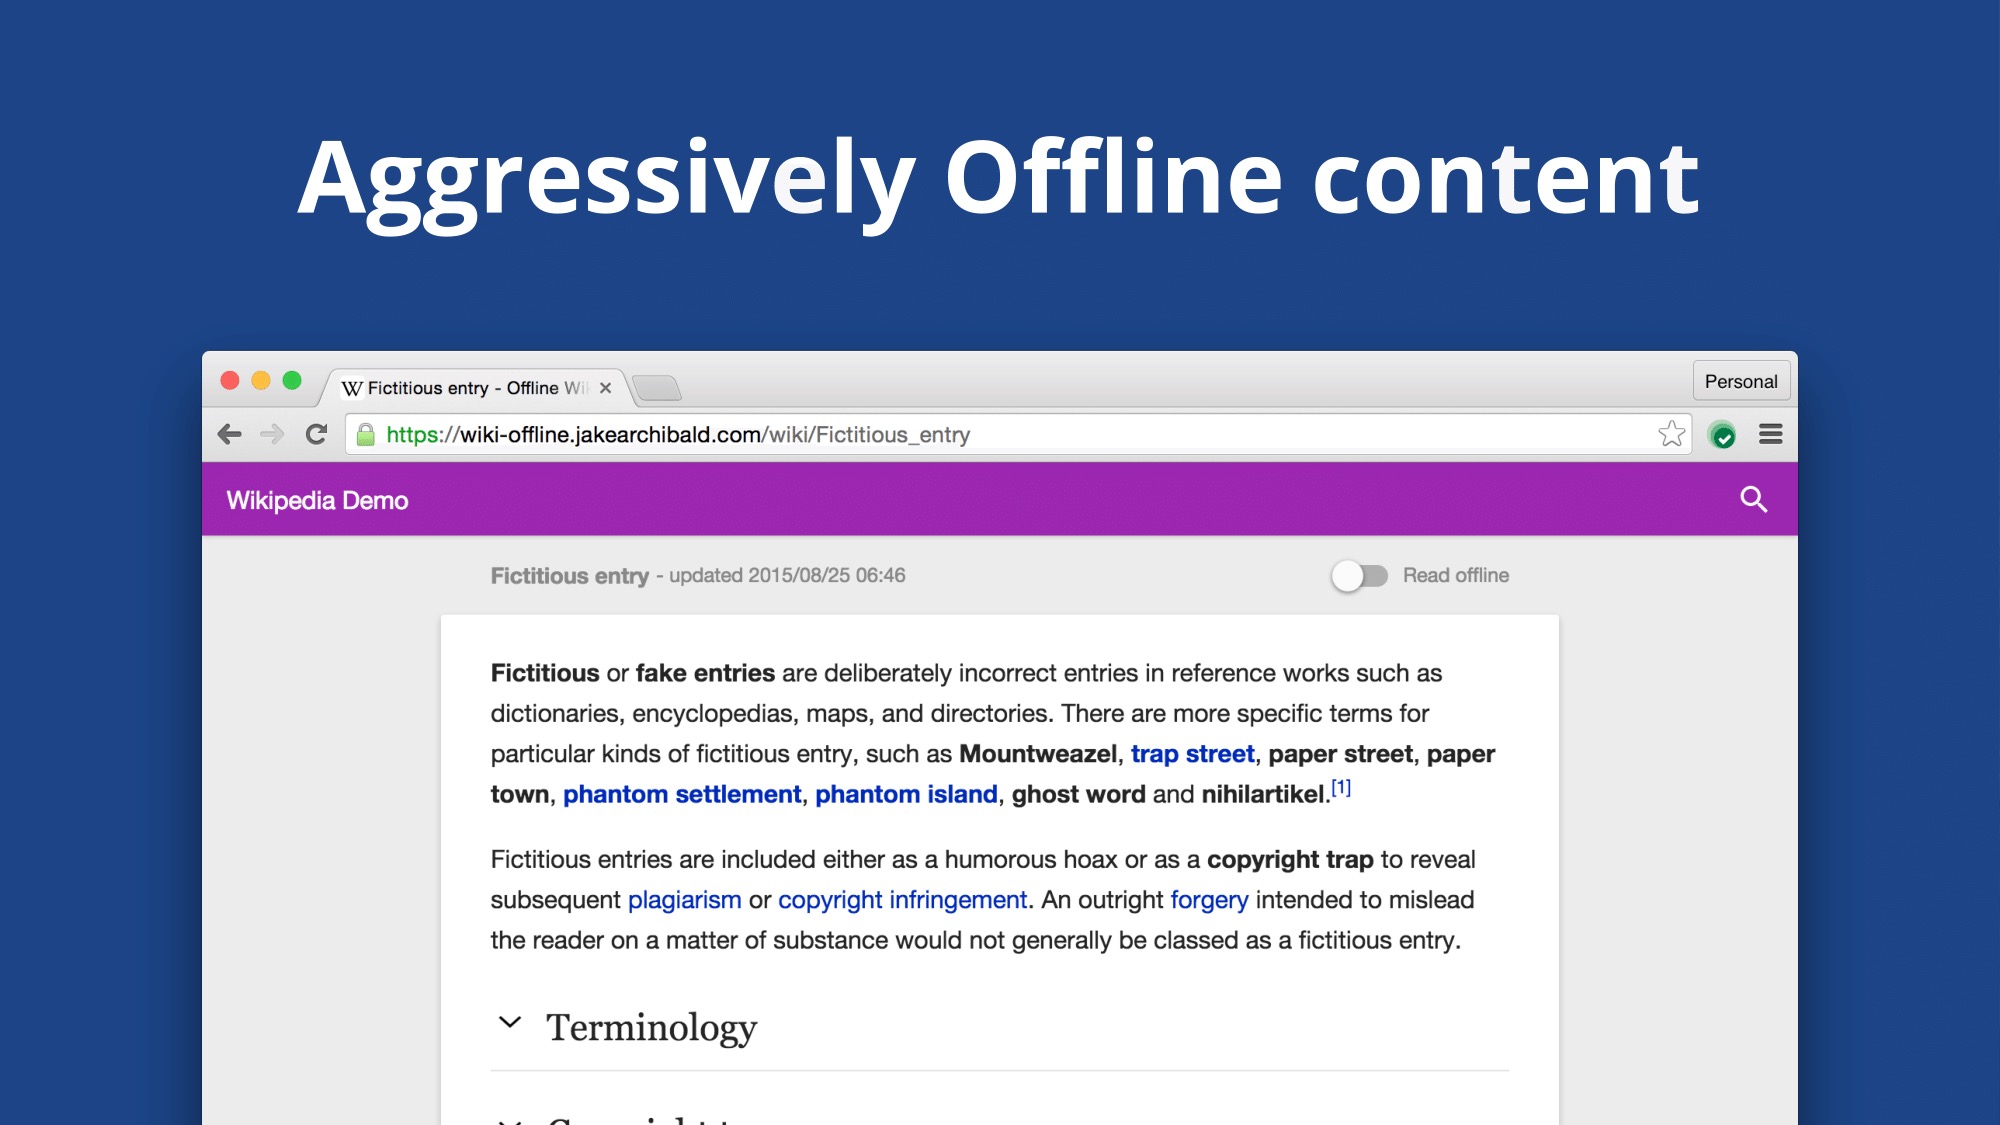 Aggressively Offline content
W Fictitious entry - Offline Wi
Personal
https://wiki-offline.jakearchibald.com/wiki/Fictitious_entry
Wikipedia Demo
Fictitious entry - updated 2015/08/25 06:46
Read offline
Fictitious or fake entries are deliberately incorrect entries in reference works such as
dictionaries, encyclopedias, maps, and directories. There are more specific terms for
particular kinds of fictitious entry, such as Mountweazel, trap street, paper street, paper
town, phantom settlement, phantom island, ghost word and nihilartikel.[1]
Fictitious entries are included either as a humorous hoax or as a copyright trap to reveal
subsequent plagiarism or copyright infringement. An outright forgery intended to mislead
the reader on a matter of substance would not generally be classed as a fictitious entry.
Terminology